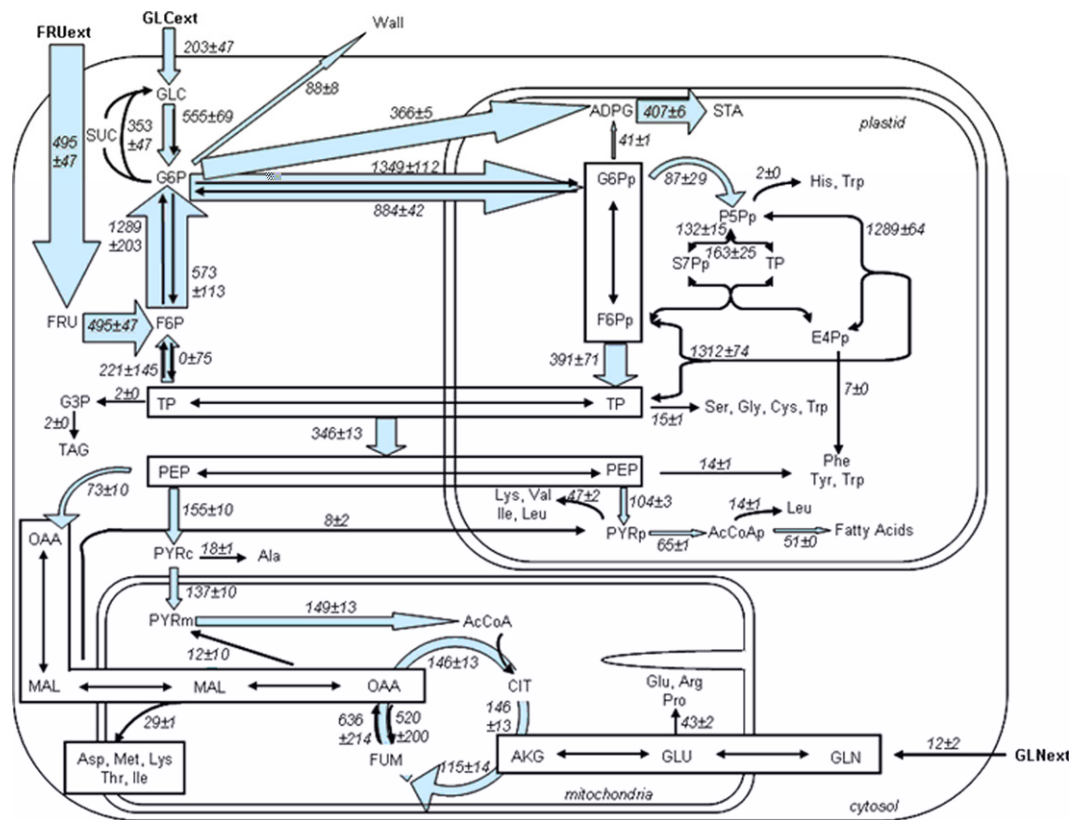 GLCext
FRUext
Wall
203±47
GLC
88±8
555±69
353
±47
SUC
495
±47
G6P
366±5
ADPG
407±6
STA
plastid
41±1
1349±112
884±42
G6Pp
87±29
2±0
His, Trp
P5Pp
132±15
163±25
1289±64
S7Pp
TP
1289
±203
573
±113
FRU
495±47
F6P
F6Pp
E4Pp
221±145
0±75
391±71
1312±74
7±0
G3P
2±0
TP
TP
15±1
Ser, Gly, Cys, Trp
2±0
TAG
346±13
PEP
PEP
14±1
Phe
Tyr, Trp
73±10
155±10
Lys, Val
Ile, Leu
47±2
104±3
14±1
Leu
8±2
OAA
PYRc
18±1
Ala
PYRp
65±1
AcCoAp
51±0
Fatty Acids
137±10
PYRm
149±13
AcCoA
12±10
146±13
MAL
MAL
OAA
CIT
Glu, Arg
Pro
29±1
636
±214
520
±200
146
±13
43±2
Asp, Met, Lys
Thr, Ile
FUM
115±14
AKG
GLU
GLN
12±2
GLNext
mitochondria
cytosol